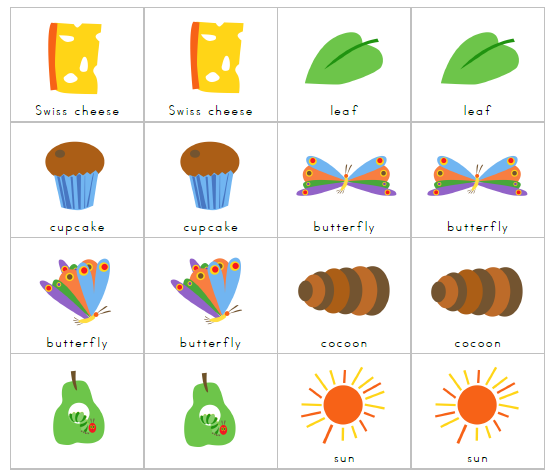 Swiss cheese
Swiss cheese
leaf
leaf
cupcake
cupcake
butterfly
butterfly
butterfly
butterfly
cocoon
cocoon
sun
sun